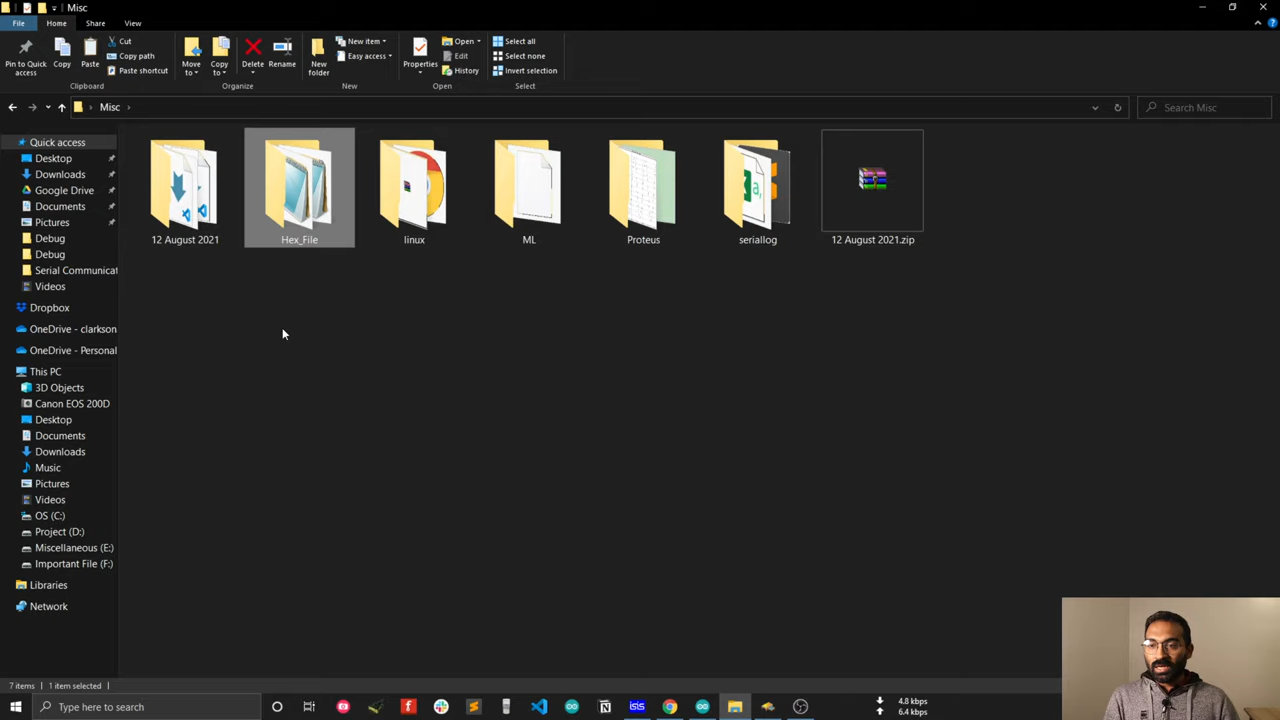 Misc
File
Home
Share
View
Pin to Quick access
Copy
Paste
Cut
Copy path
Paste shortcut
Clipboard
Move to
Copy to
Delete
Rename
Organize
New folder
New item
Easy access
New
Properties
Open
Edit
History
Open
Select all
Select none
Invert selection
Select
Misc
Search Misc
Quick access
Desktop
Downloads
Google Drive
Documents
Pictures
Debug
Debug
Serial Communicat
Videos
Dropbox
OneDrive - clarkson
OneDrive - Personal
This PC
3D Objects
Canon EOS 200D
Desktop
Documents
Downloads
Music
Pictures
Videos
OS (C:)
Project (D:)
Miscellaneous (E:)
Important File (F:)
Libraries
Network
12 August 2021
Hex_File
linux
ML
Proteus
seriallog
12 August 2021.zip
7 items
1 item selected
Type here to search
isis
4.8 kbps
6.4 kbps